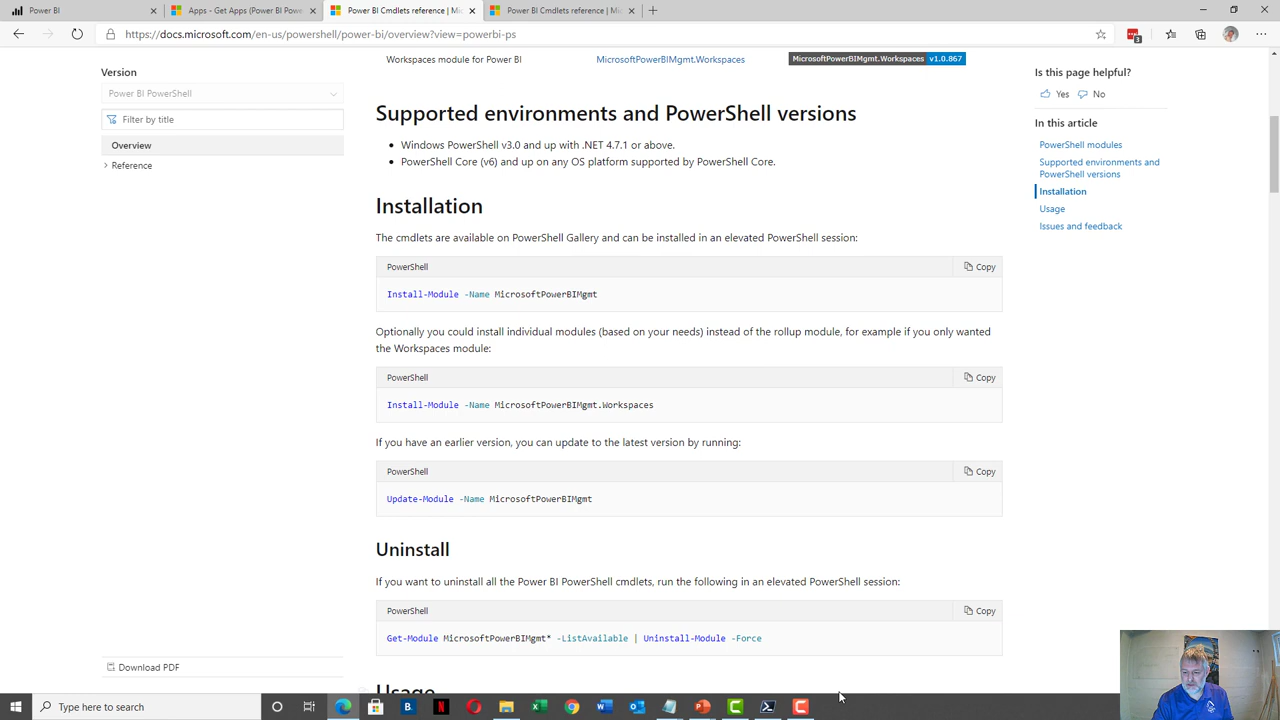 Power BI
Apps - Get Apps (Power BI Powe
Power BI Cmdlets reference | Mic
Power BI Cmdlets reference | Mic
https://docs.microsoft.com/en-us/powershell/power-bi/overview?view=powerbi-ps
3
Version
Power BI PowerShell
Filter by title
Overview
Reference
Download PDF
Workspaces module for Power BI
MicrosoftPowerBIMgmt.Workspaces
MicrosoftPowerBIMgmt.Workspaces v1.0.867
Supported environments and PowerShell versions
• Windows PowerShell v3.0 and up with .NET 4.7.1 or above.
• PowerShell Core (v6) and up on any OS platform supported by PowerShell Core.
Installation
The cmdlets are available on PowerShell Gallery and can be installed in an elevated PowerShell session:
PowerShell
Copy
Install-Module -Name MicrosoftPowerBIMgmt
Optionally you could install individual modules (based on your needs) instead of the rollup module, for example if you only wanted
the Workspaces module:
PowerShell
Copy
Install-Module -Name MicrosoftPowerBIMgmt.Workspaces
If you have an earlier version, you can update to the latest version by running:
PowerShell
Copy
Update-Module -Name MicrosoftPowerBIMgmt
Uninstall
If you want to uninstall all the Power BI PowerShell cmdlets, run the following in an elevated PowerShell session:
PowerShell
Copy
Get-Module MicrosoftPowerBIMgmt* -ListAvailable | Uninstall-Module -Force
Usage
Is this page helpful?
Yes
No
In this article
PowerShell modules
Supported environments and
PowerShell versions
Installation
Usage
Issues and feedback
Type here to search